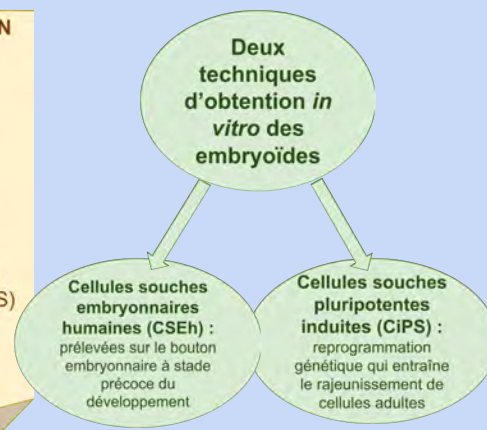 N
S)
Deux
techniques
d'obtention in
vitro des
embryoïdes
Cellules souches
embryonnaires
humaines (CSEh) :
prélevées sur le bouton
embryonnaire à stade
précoce du
développement
Cellules souches
pluripotentes
induites (CiPS) :
reprogrammation
génétique qui entraîne
le rajeunissement de
cellules adultes